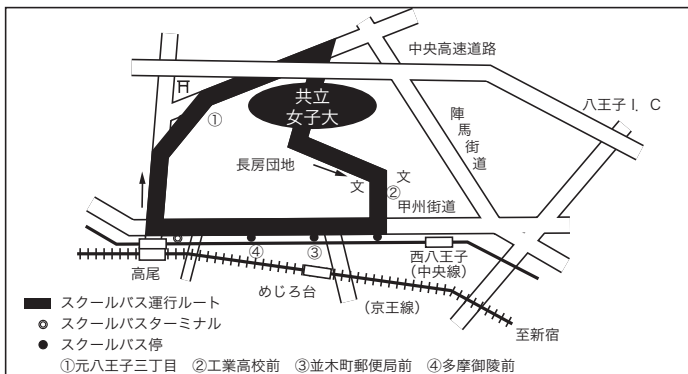 中央高速道路
八王子I．C
共立
女子大
①
陣馬街道
長房団地
文
文
②
甲州街道
④
③
西八王子
(中央線)
高尾
めじろ台
(京王線)
至新宿
スクールバス運行ルート
スクールバスターミナル
スクールバス停
①元八王子三丁目 ②工業高校前 ③並木町郵便局前 ④多摩御陵前